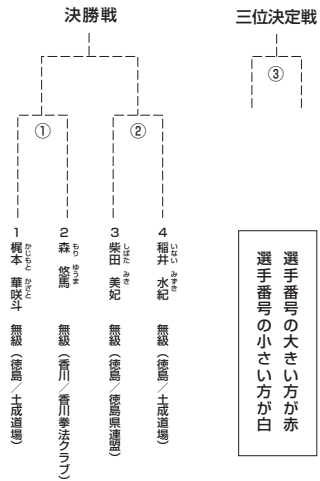 決勝戦
三位決定戦
①
②
③
1 梶本 華咲斗 無級（徳島／土成道場）
かじもと かざと
2 森 悠馬 無級（香川／香川拳法クラブ）
もり ゆうま
3 柴田 美妃 無級（徳島／徳島県連盟）
しばた みき
4 稲井 水紀 無級（徳島／土成道場）
いない みずき
選手番号の大きい方が赤
選手番号の小さい方が白